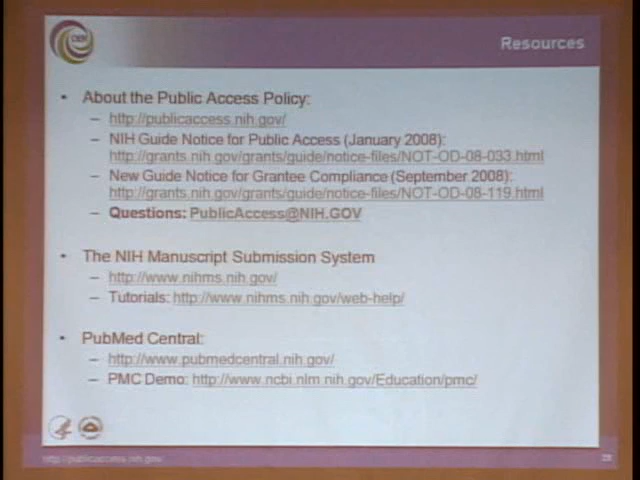 OER
Resources
• About the Public Access Policy:
– http://publicaccess.nih.gov/
– NIH Guide Notice for Public Access (January 2008):
http://grants.nih.gov/grants/guide/notice-files/NOT-OD-08-033.html
– New Guide Notice for Grantee Compliance (September 2008):
http://grants.nih.gov/grants/guide/notice-files/NOT-OD-08-119.html
– Questions: PublicAccess@NIH.GOV
• The NIH Manuscript Submission System
– http://www.nihms.nih.gov/
– Tutorials: http://www.nihms.nih.gov/web-help/
• PubMed Central:
– http://www.pubmedcentral.nih.gov/
– PMC Demo: http://www.ncbi.nlm.nih.gov/Education/pmc/
http://publicaccess.nih.gov